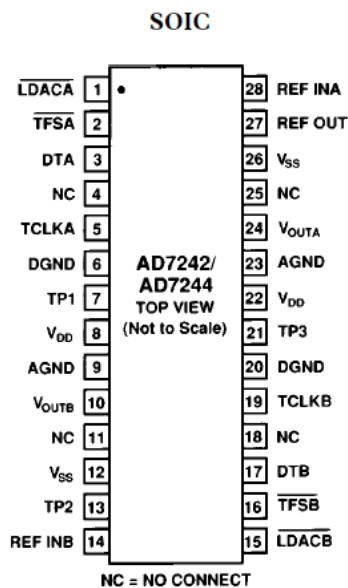 SOIC
LDACA 1 28 REF INA
TFSA 2 27 REF OUT
DTA 3 26 VSS
NC 4 25 NC
TCLKA 5 24 VOUTA
DGND 6 23 AGND
AD7242/
AD7244
TOP VIEW
(Not to Scale)
TP1 7 22 VDD
VDD 8 21 TP3
AGND 9 20 DGND
VOUTB 10 19 TCLKB
NC 11 18 NC
VSS 12 17 DTB
TP2 13 16 TFSB
REF INB 14 15 LDACB
NC = NO CONNECT